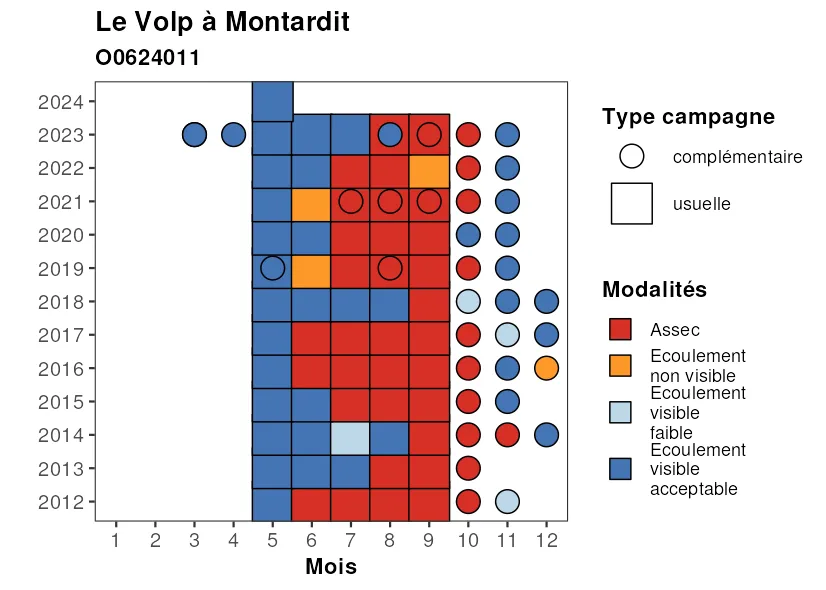 Le Volp à Montardit
O0624011
2024
2023
2022
2021
2020
2019
2018
2017
2016
2015
2014
2013
2012
1 2 3 4 5 6 7 8 9 10 11 12
Mois
Type campagne
complémentaire
usuelle
Modalités
Assec
Ecoulement
non visible
Ecoulement
visible
faible
Ecoulement
visible
acceptable